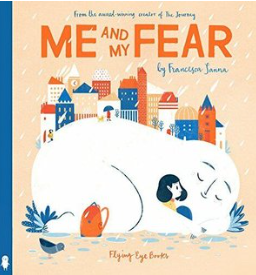 From the award-winning creator of The Journey
ME AND MY FEAR
by Francesca Sanna
Flying Eye Books